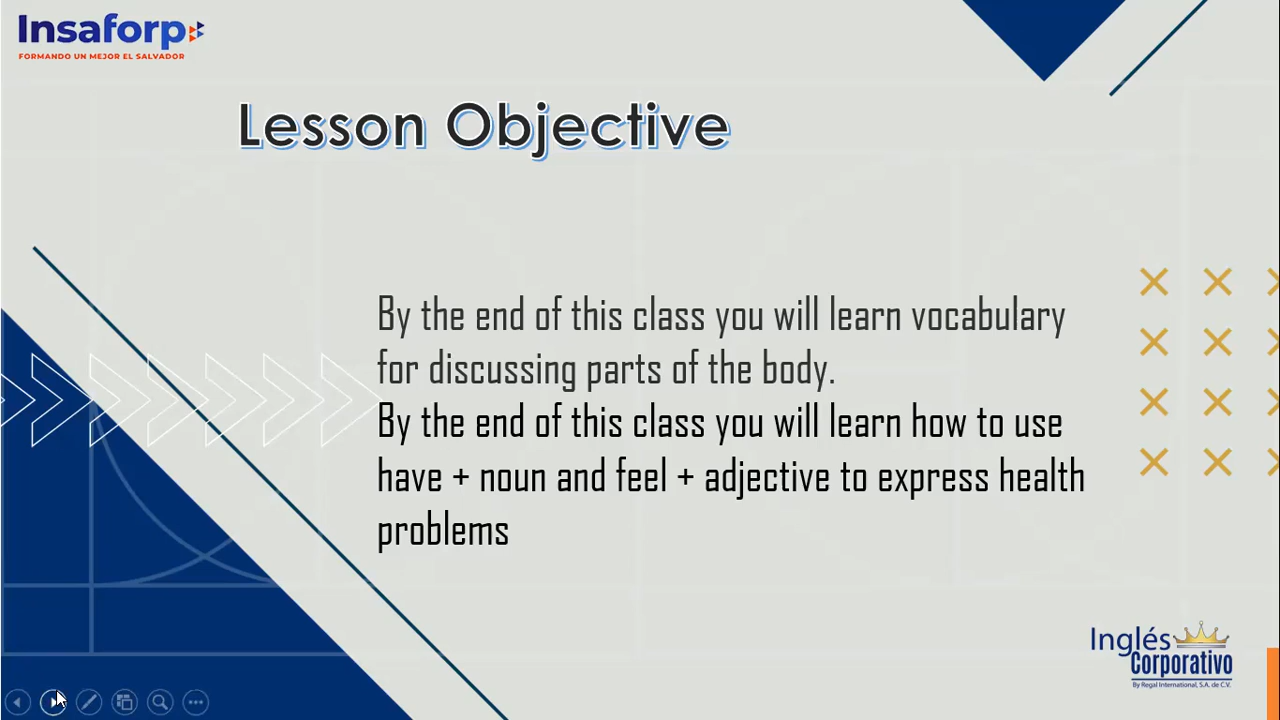 Insaforp
FORMANDO UN MEJOR EL SALVADOR
Lesson Objective
By the end of this class you will learn vocabulary
for discussing parts of the body.
By the end of this class you will learn how to use
have + noun and feel + adjective to express health
problems
Inglés
Corporativo
By Regal International, S.A. de C.V.